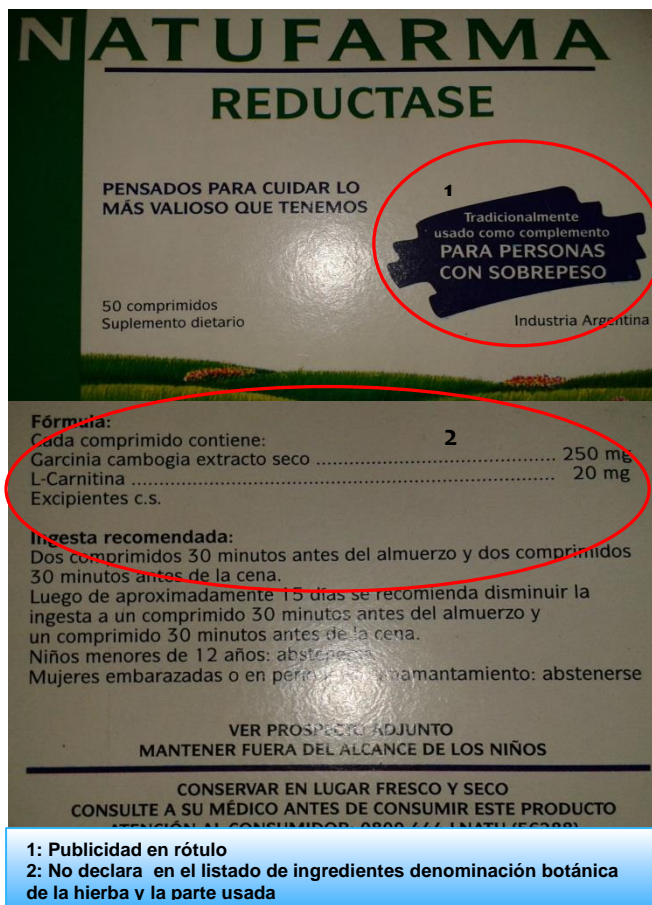 NATUFARMA
REDUCTASE
PENSADOS PARA CUIDAR LO
MÁS VALIOSO QUE TENEMOS
1
Tradicionalmente
usado como complemento
PARA PERSONAS
CON SOBREPESO
50 comprimidos
Suplemento dietario
Industria Argentina
Fórmula:
2
Cada comprimido contiene:
Garcinia cambogia extracto seco ........................................................ 250 mg
L-Carnitina .................................................................................................. 20 mg
Excipientes c.s.
Ingesta recomendada:
Dos comprimidos 30 minutos antes del almuerzo y dos comprimidos
30 minutos antes de la cena.
Luego de aproximadamente 15 días se recomienda disminuir la
ingesta a un comprimido 30 minutos antes del almuerzo y
un comprimido 30 minutos antes de la cena.
Niños menores de 12 años: abstenerse
Mujeres embarazadas o en amamantamiento: abstenerse
VER PROSPECTO ADJUNTO
MANTENER FUERA DEL ALCANCE DE LOS NIÑOS
CONSERVAR EN LUGAR FRESCO Y SECO
CONSULTE A SU MÉDICO ANTES DE CONSUMIR ESTE PRODUCTO
ATENCIÓN AL CONSUMIDOR: 0800
1: Publicidad en rótulo
2: No declara en el listado de ingredientes denominación botánica
de la hierba y la parte usada